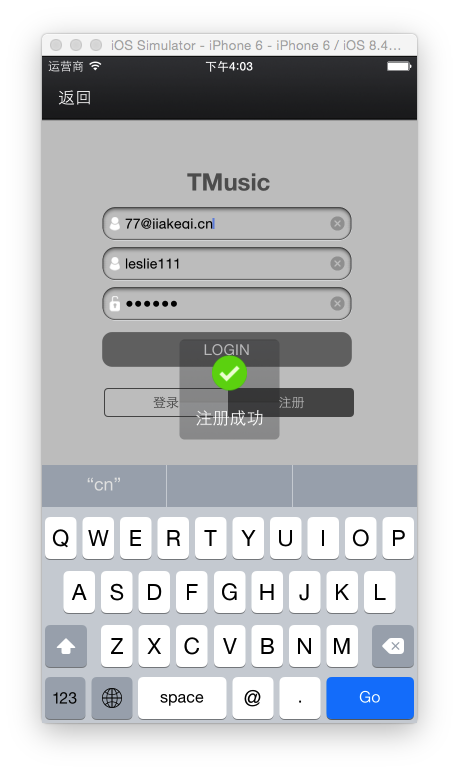 iOS Simulator - iPhone 6 - iPhone 6 / iOS 8.4...
运营商 下午4:03
返回
TMusic
77@jiakegi.cn
leslie111
LOGIN
登录 注册
注册成功
“cn”
Q W E R T Y U I O P
A S D F G H J K L
Z X C V B N M
123 space @ . Go